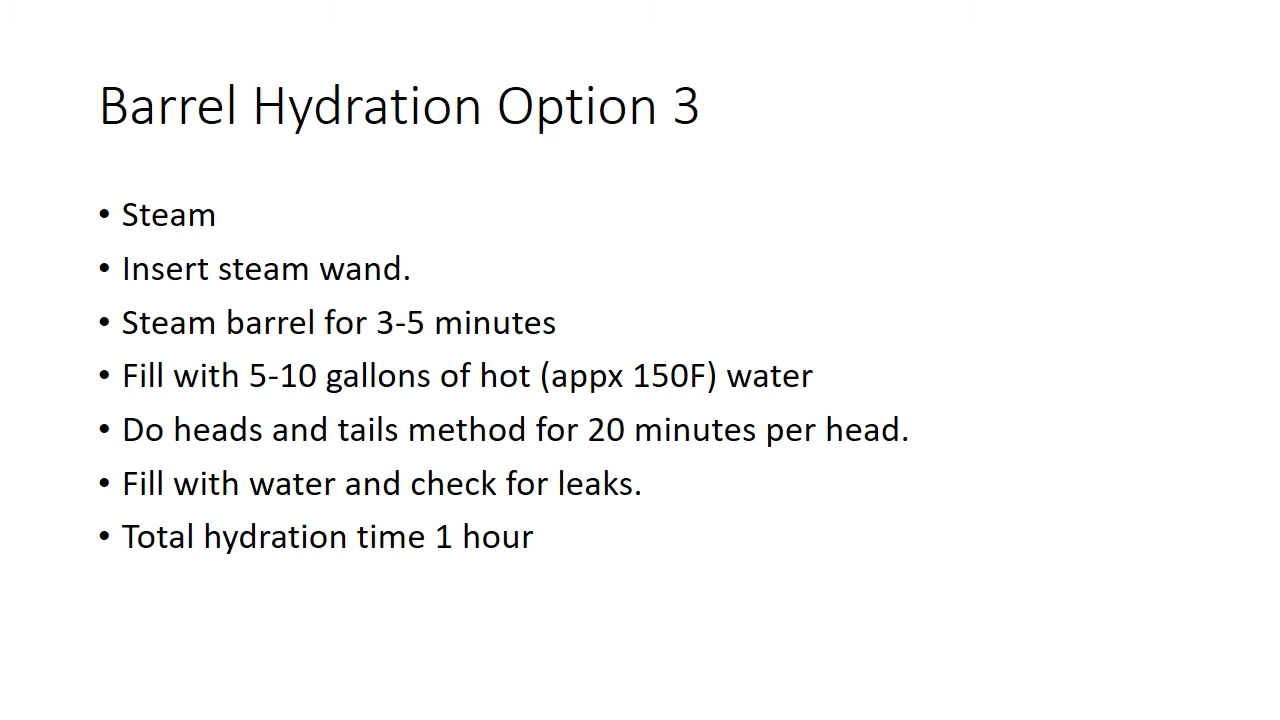 Barrel Hydration Option 3
• Steam
• Insert steam wand.
• Steam barrel for 3-5 minutes
• Fill with 5-10 gallons of hot (appx 150F) water
• Do heads and tails method for 20 minutes per head.
• Fill with water and check for leaks.
• Total hydration time 1 hour